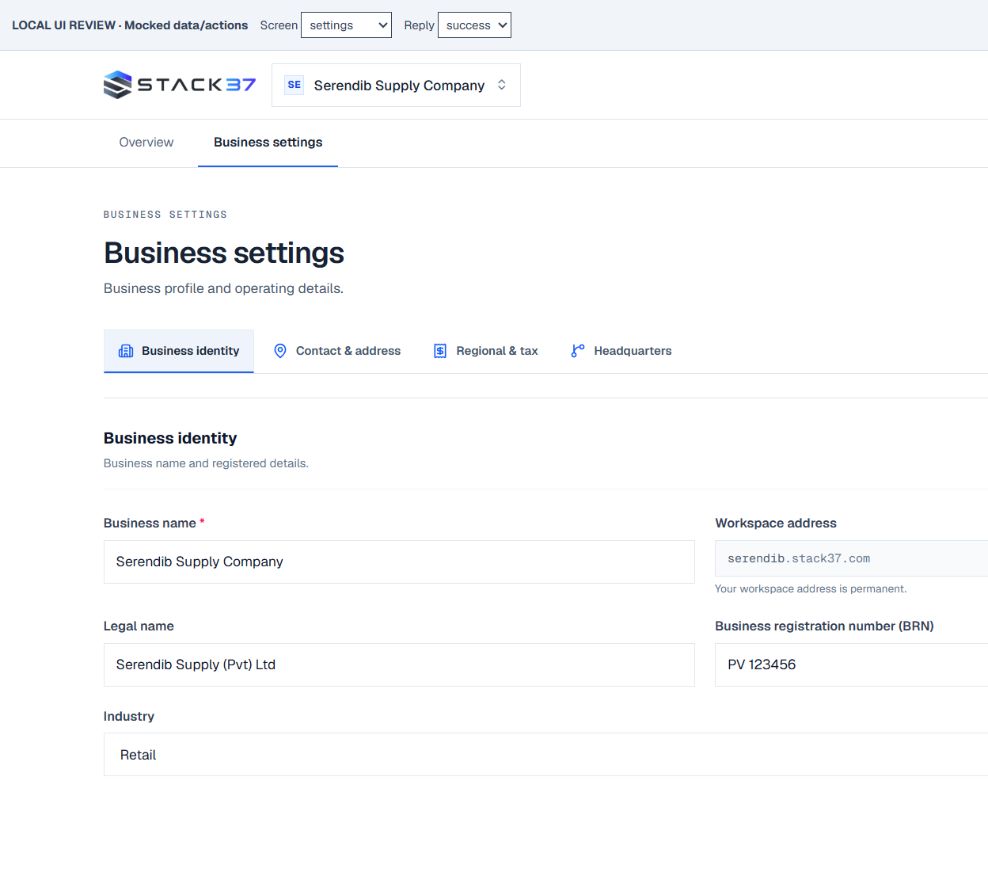 LOCAL UI REVIEW · Mocked data/actions Screen settings Reply success
STACK37 SE Serendib Supply Company
Overview Business settings
BUSINESS SETTINGS
Business settings
Business profile and operating details.
Business identity Contact & address Regional & tax Headquarters
Business identity
Business name and registered details.
Business name * Workspace address
Serendib Supply Company serendib.stack37.com
Your workspace address is permanent.
Legal name Business registration number (BRN)
Serendib Supply (Pvt) Ltd PV 123456
Industry
Retail